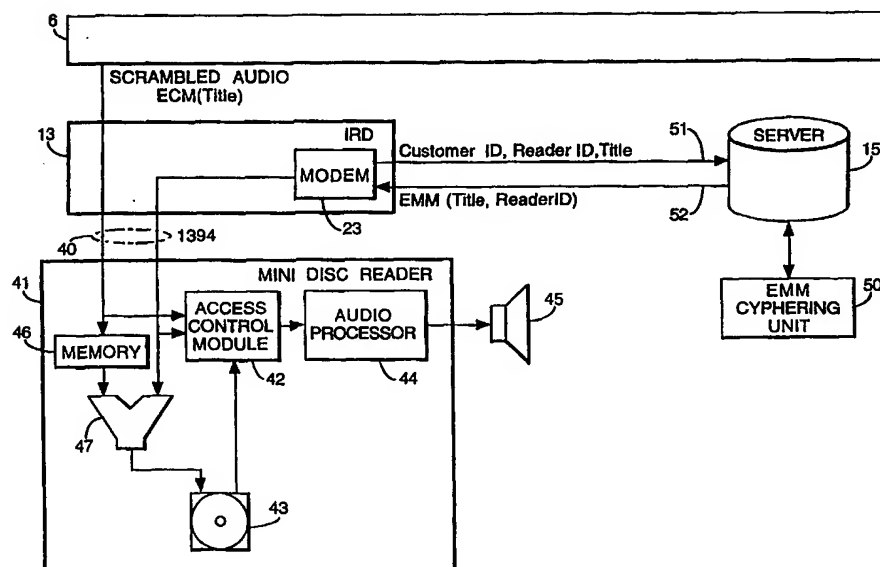 6
15
SCRAMBLED AUDIO
ECM(Title)
13
IRD
MODEM
23
Customer ID, Reader ID,Title
51
EMM (Title, ReaderID)
52
SERVER
15
40
1394
EMM
CYPHERING
UNIT
50
41
MINI DISC READER
46
MEMORY
ACCESS
CONTROL
MODULE
42
AUDIO
PROCESSOR
44
45
47
43